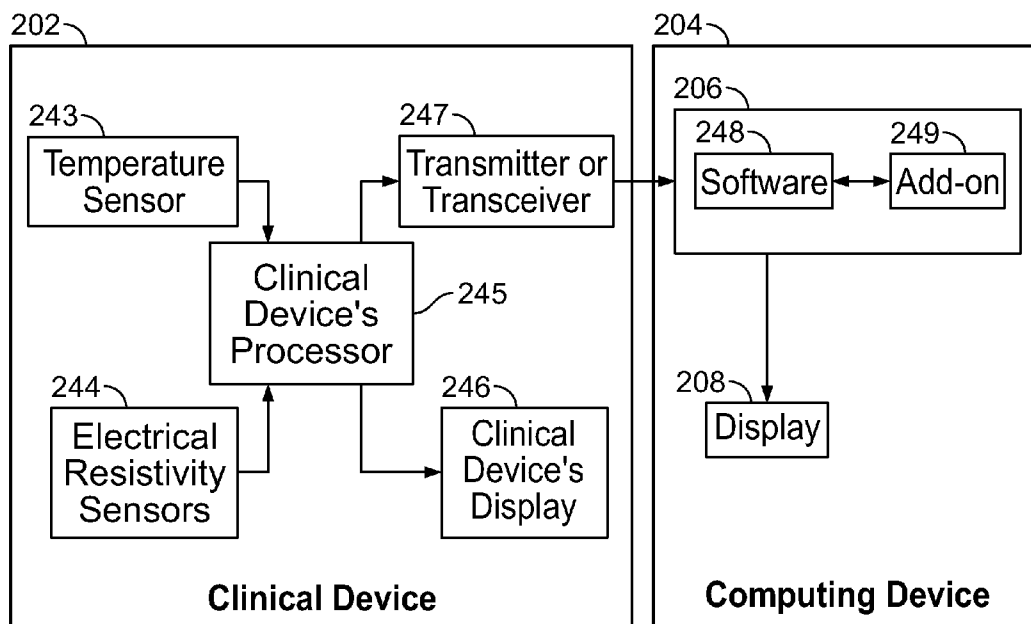 202
204
243
247
206
248
249
Temperature
Sensor
Transmitter or
Transceiver
Software
Add-on
Clinical
Device's
Processor
245
244
246
208
Electrical
Resistivity
Sensors
Clinical
Device's
Display
Display
Clinical Device
Computing Device